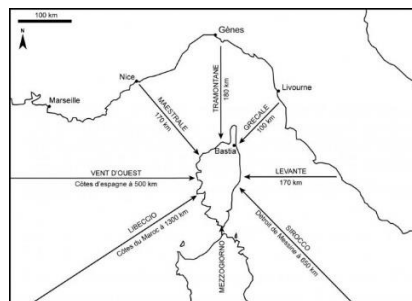 100 km
N
Gênes
Nice
Livourne
Marseille
MAESTRALE
170 km
TRAMONTANE
180 km
GRECALE
100 km
Bastia
VENT D'OUEST
Côtes d'espagne à 500 km
LEVANTE
170 km
LIBECCIO
Côtes du Maroc à 1300 km
MEZZOGIORNO
SIROCCO
Détroit de Messine à 650 km